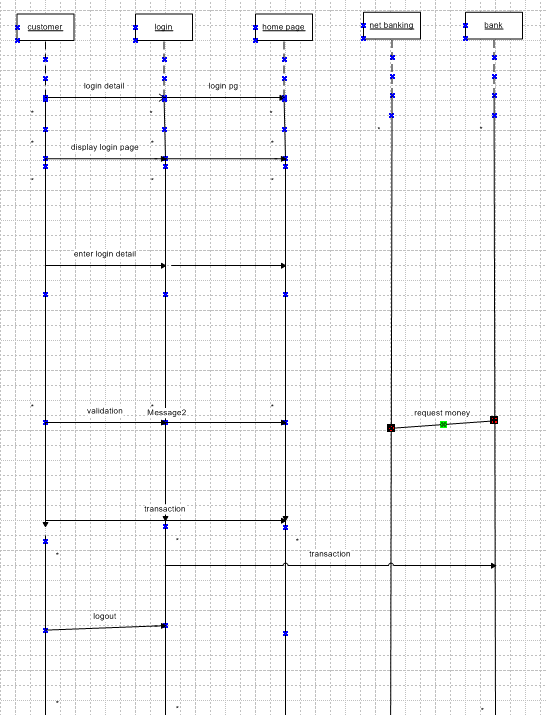 customer
login
home page
net banking
bank
login detail
login pg
display login page
enter login detail
validation
Message2
request money
transaction
transaction
logout